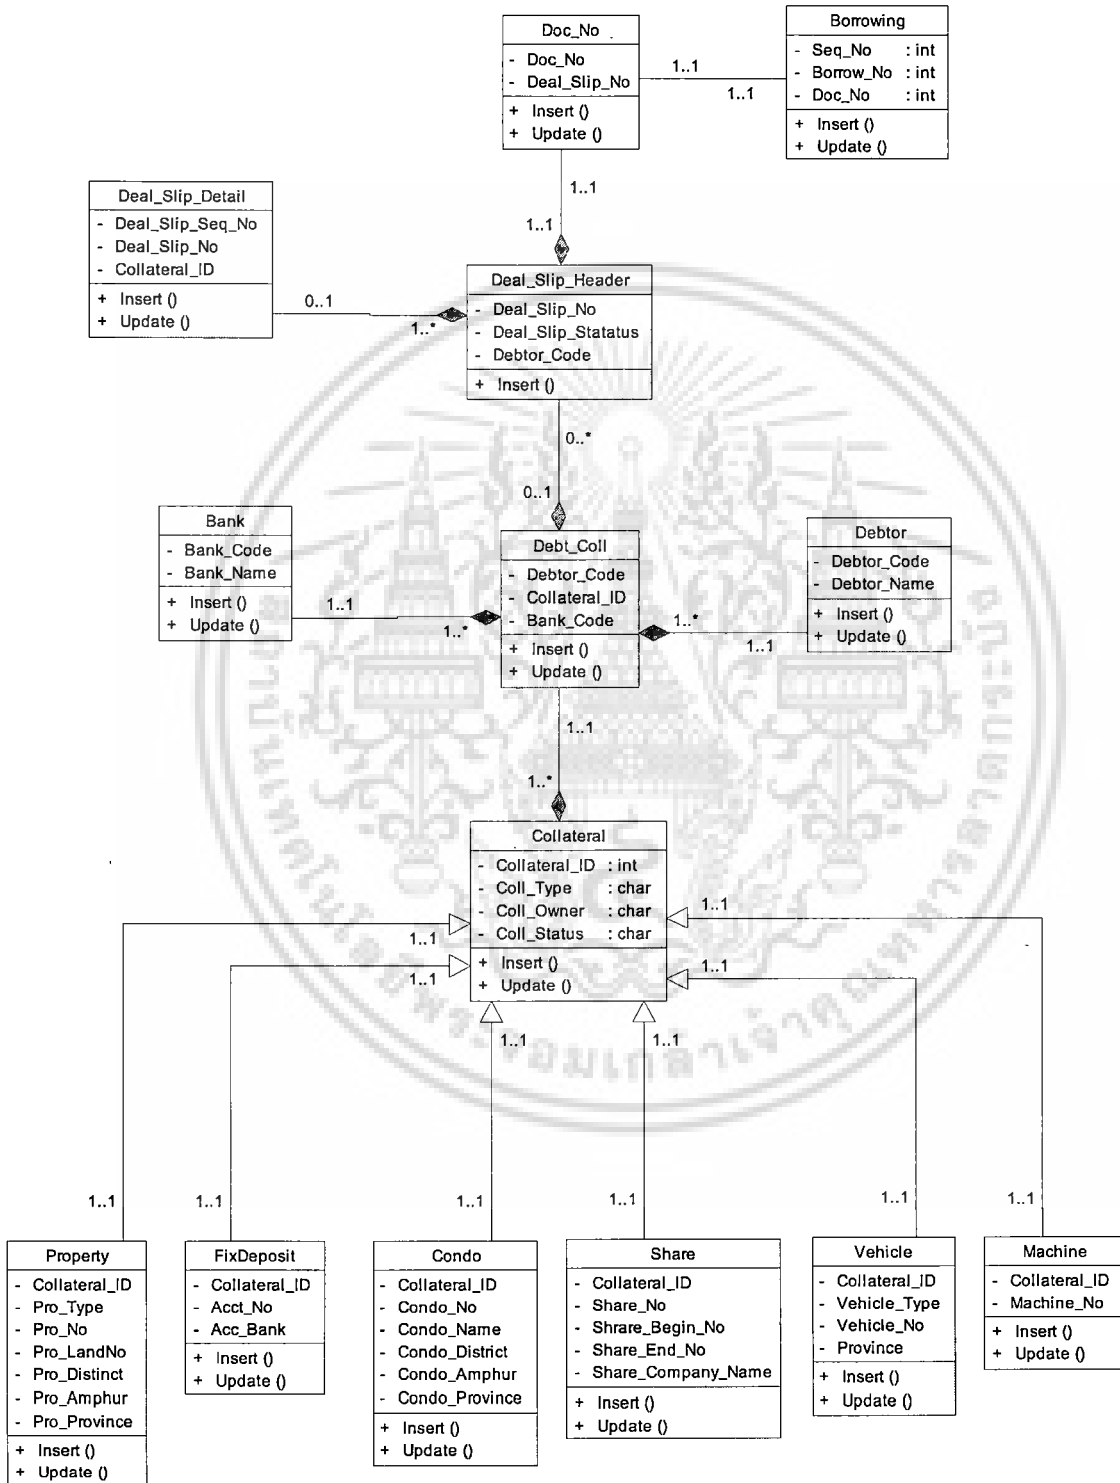 Doc_No
- Doc_No
- Deal_Slip_No
+ Insert ()
+ Update ()
1..1
1..1
Borrowing
- Seq_No : int
- Borrow_No : int
- Doc_No : int
+ Insert ()
+ Update ()
1..1
1..1
Deal_Slip_Detail
- Deal_Slip_Seq_No
- Deal_Slip_No
- Collateral_ID
+ Insert ()
+ Update ()
0..1
1..*
Deal_Slip_Header
- Deal_Slip_No
- Deal_Slip_Statatus
- Debtor_Code
+ Insert ()
0..*
0..1
Bank
- Bank_Code
- Bank_Name
+ Insert ()
+ Update ()
1..1
1..*
Debt_Coll
- Debtor_Code
- Collateral_ID
- Bank_Code
+ Insert ()
+ Update ()
1..*
1..1
Debtor
- Debtor_Code
- Debtor_Name
+ Insert ()
+ Update ()
1..1
1..*
Collateral
- Collateral_ID : int
- Coll_Type : char
- Coll_Owner : char
- Coll_Status : char
+ Insert ()
+ Update ()
1..1
1..1
1..1
1..1
1..1
1..1
1..1
1..1
1..1
1..1
1..1
1..1
Property
- Collateral_ID
- Pro_Type
- Pro_No
- Pro_LandNo
- Pro_Distinct
- Pro_Amphur
- Pro_Province
+ Insert ()
+ Update ()
FixDeposit
- Collateral_ID
- Acct_No
- Acc_Bank
+ Insert ()
+ Update ()
Condo
- Collateral_ID
- Condo_No
- Condo_Name
- Condo_District
- Condo_Amphur
- Condo_Province
+ Insert ()
+ Update ()
Share
- Collateral_ID
- Share_No
- Shrare_Begin_No
- Share_End_No
- Share_Company_Name
+ Insert ()
+ Update ()
Vehicle
- Collateral_ID
- Vehicle_Type
- Vehicle_No
- Province
+ Insert ()
+ Update ()
Machine
- Collateral_ID
- Machine_No
+ Insert ()
+ Update ()